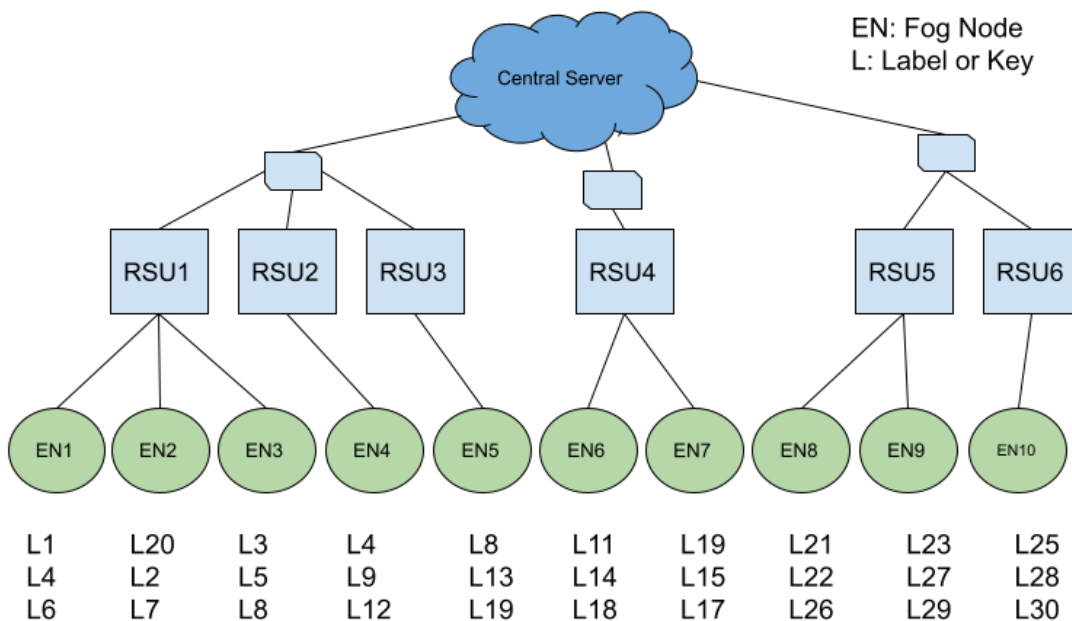 EN: Fog Node
L: Label or Key
Central Server
RSU1 RSU2 RSU3 RSU4 RSU5 RSU6
EN1 EN2 EN3 EN4 EN5 EN6 EN7 EN8 EN9 EN10
L1 L20 L3 L4 L8 L11 L19 L21 L23 L25
L4 L2 L5 L9 L13 L14 L15 L22 L27 L28
L6 L7 L8 L12 L19 L18 L17 L26 L29 L30